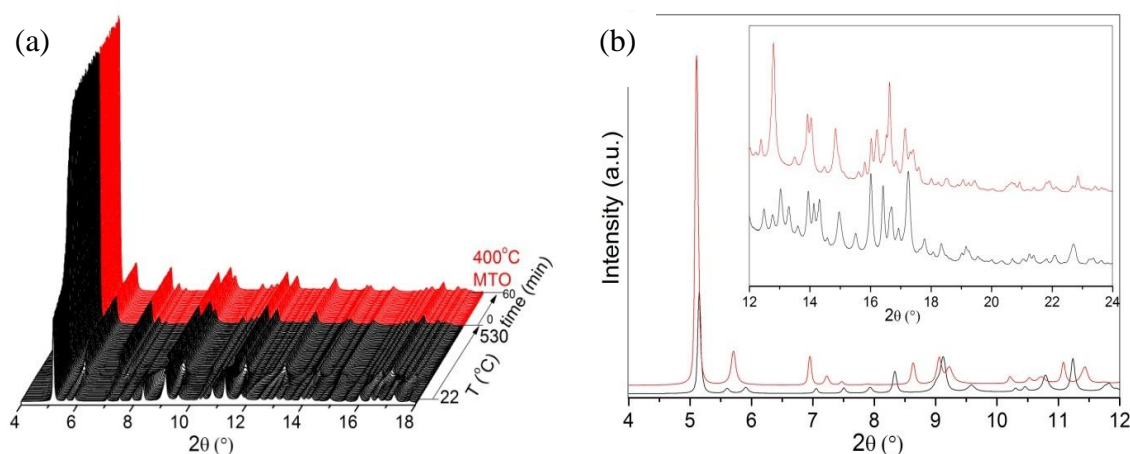 (a)
400°C
MTO
60
time (min)
0
530
T (°C)
22
4 6 8 10 12 14 16 18
2θ (°)
(b)
Intensity (a.u.)
12 14 16 18 20 22 24
2θ (°)
4 5 6 7 8 9 10 11 12
2θ (°)